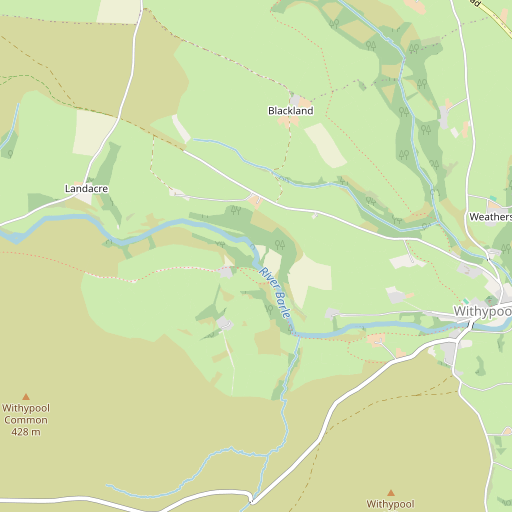 Blackland
Landacre
Weathers
River Barle
Withypool
Withypool
Common
428 m
Withypool